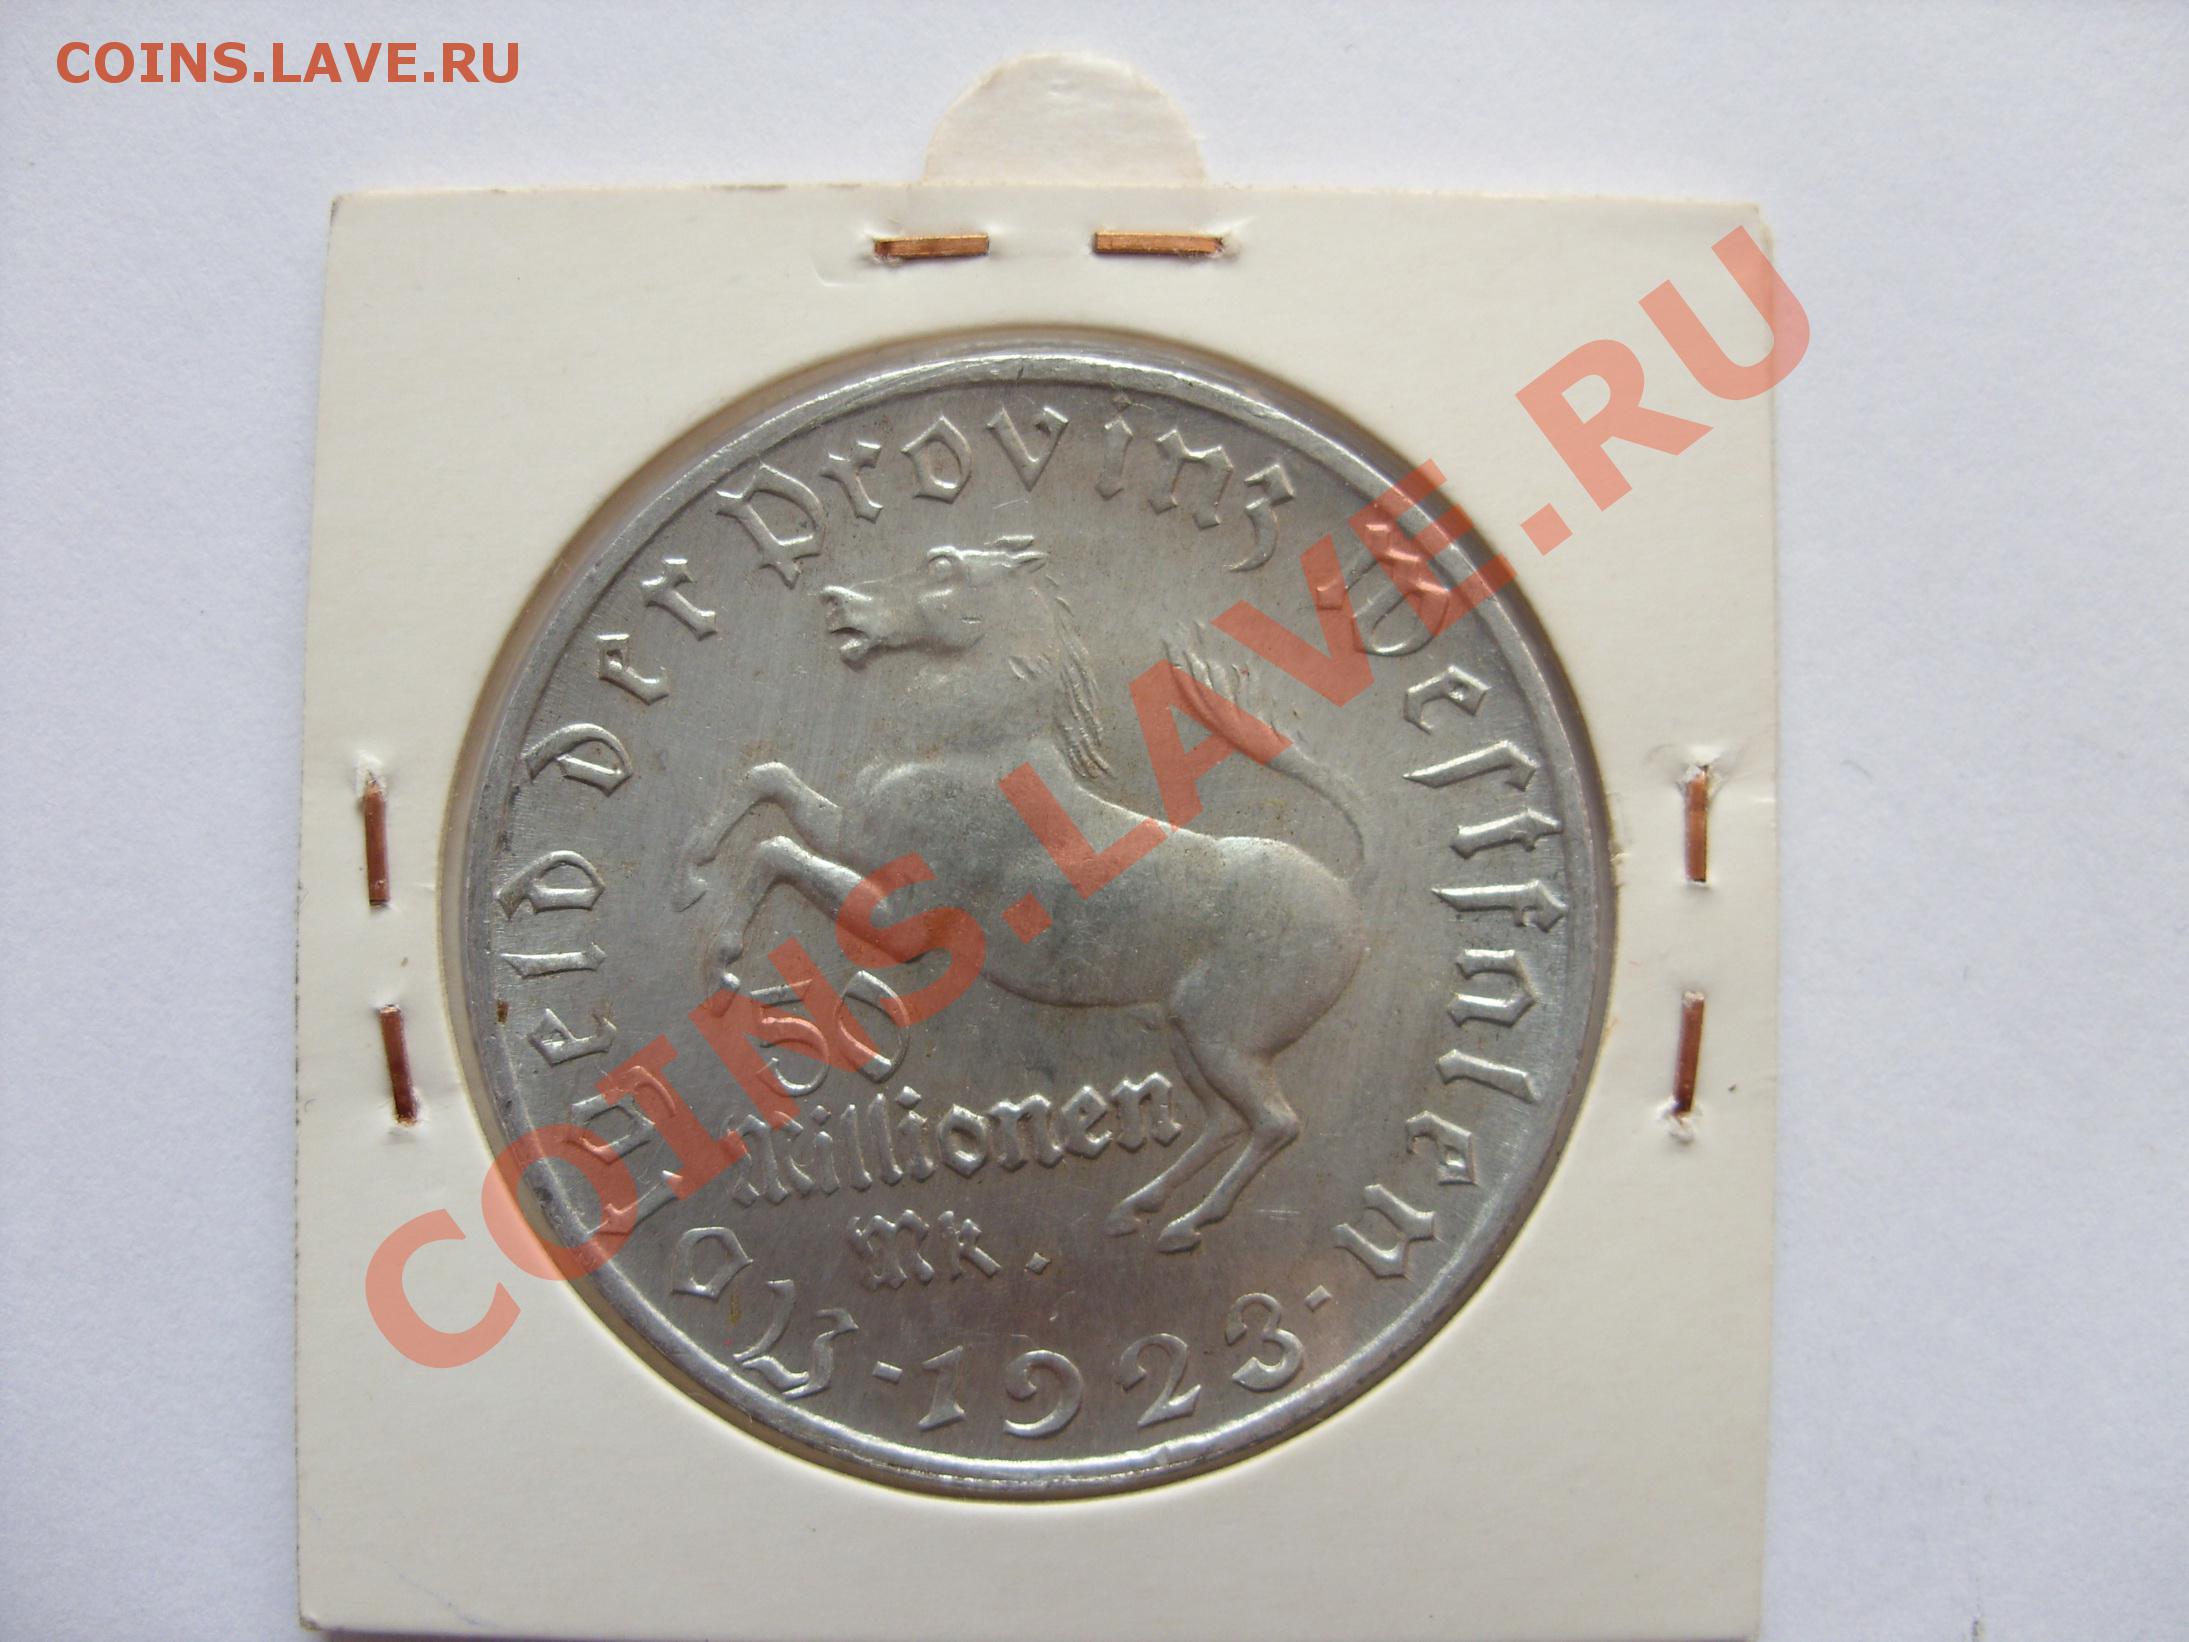 COINS.LAVE.RU
Notgeld der Provinz Westfalen
50
Millionen
Mk.
·1923·
COINS.LAVE.RU